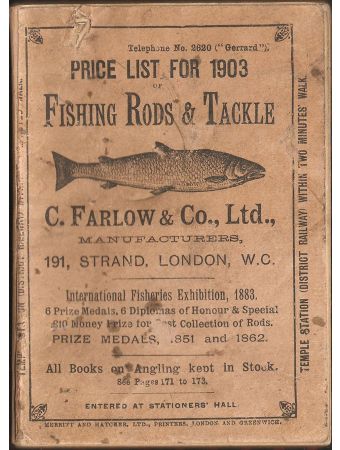 Telephone No. 2620 ("Gerrard").
PRICE LIST FOR 1903
OF
FISHING RODS & TACKLE
C. FARLOW & Co., Ltd.,
MANUFACTURERS,
191, STRAND, LONDON, W.C.
International Fisheries Exhibition, 1883.
6 Prize Medals, 6 Diplomas of Honour & Special
£10 Money Prize for Best Collection of Rods.
PRIZE MEDALS, 1851 and 1862.
All Books on Angling kept in Stock.
See Pages 171 to 173.
ENTERED AT STATIONERS' HALL.
MERRITT AND HATCHER, LTD., PRINTERS, LONDON AND GREENWICH.
TEMPLE STATION (DISTRICT RAILWAY) WITHIN TWO MINUTES' WALK.